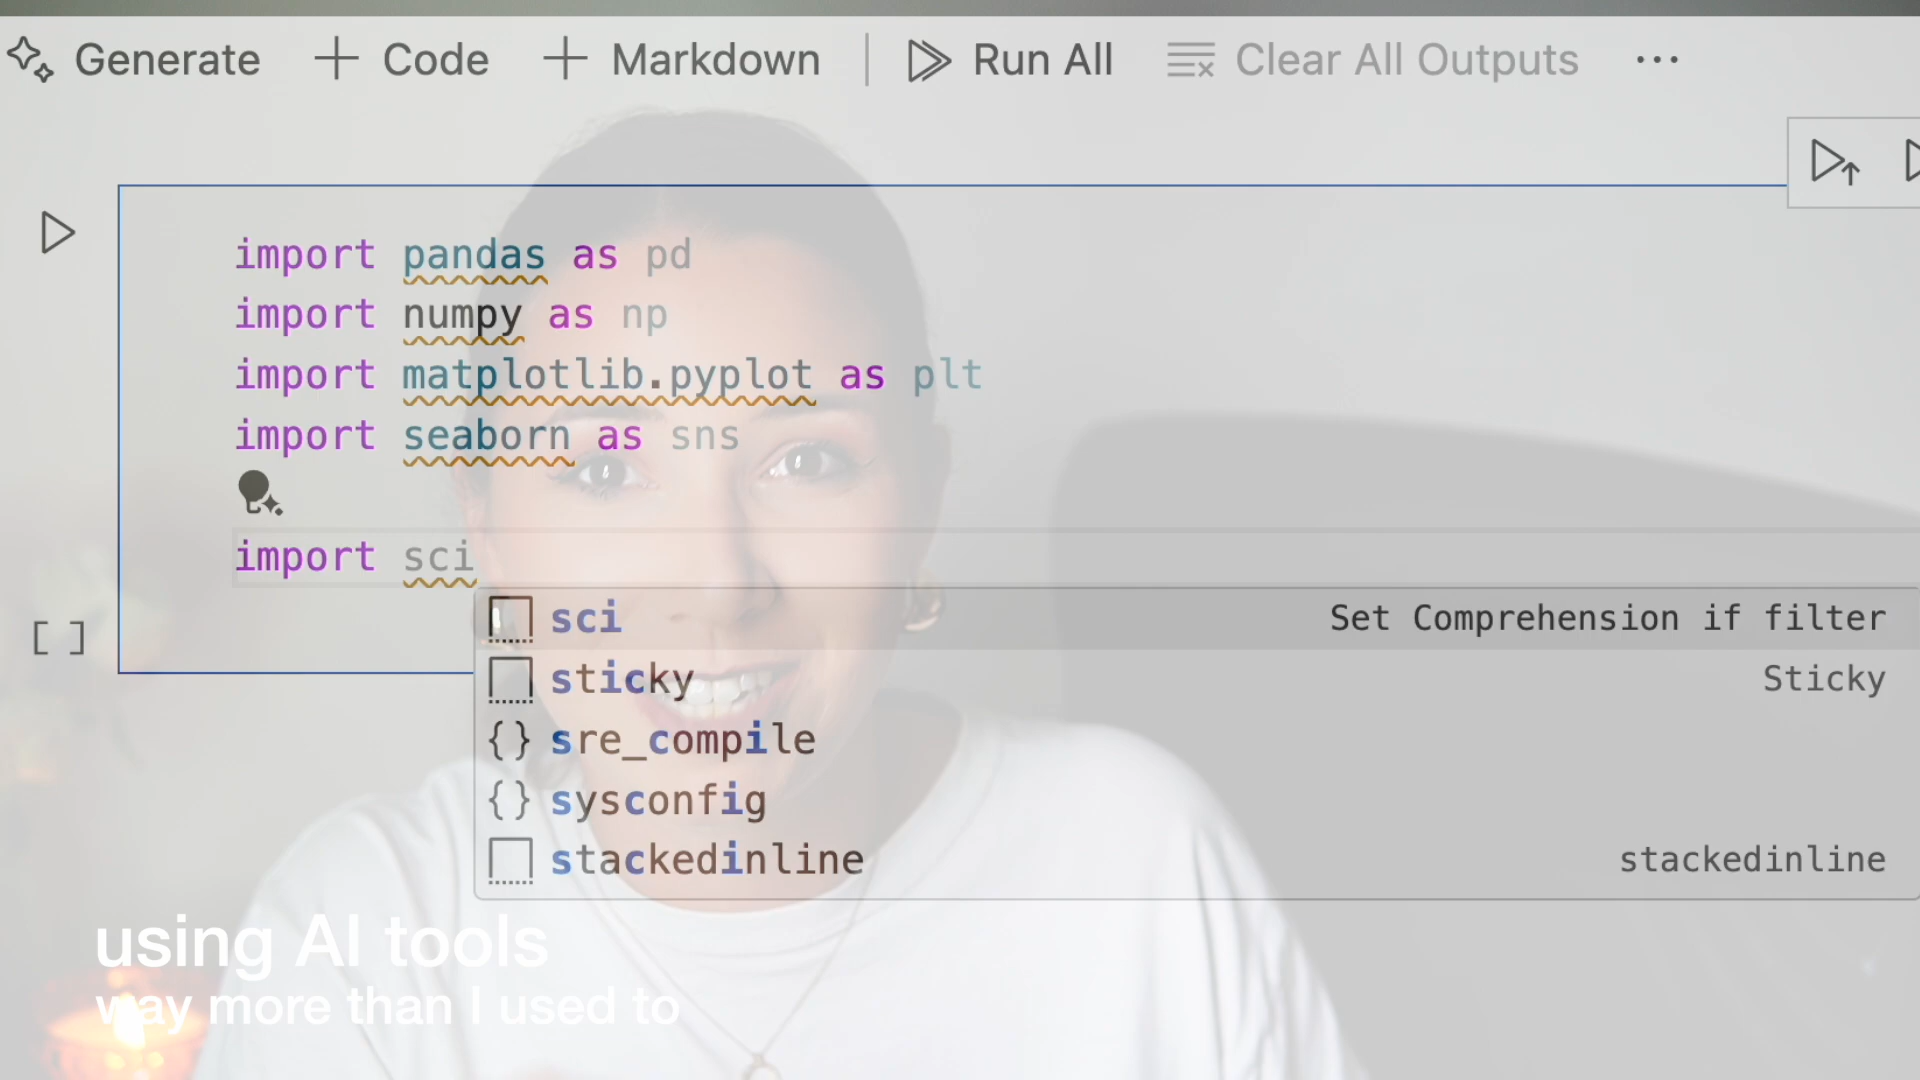 Generate Code Markdown Run All Clear All Outputs ...
import pandas as pd
import numpy as np
import matplotlib.pyplot as plt
import seaborn as sns
import sci
[ ]
sci Set Comprehension if filter
sticky Sticky
{} sre_compile
{} sysconfig
stackedinline stackedinline
using AI tools
way more than I used to